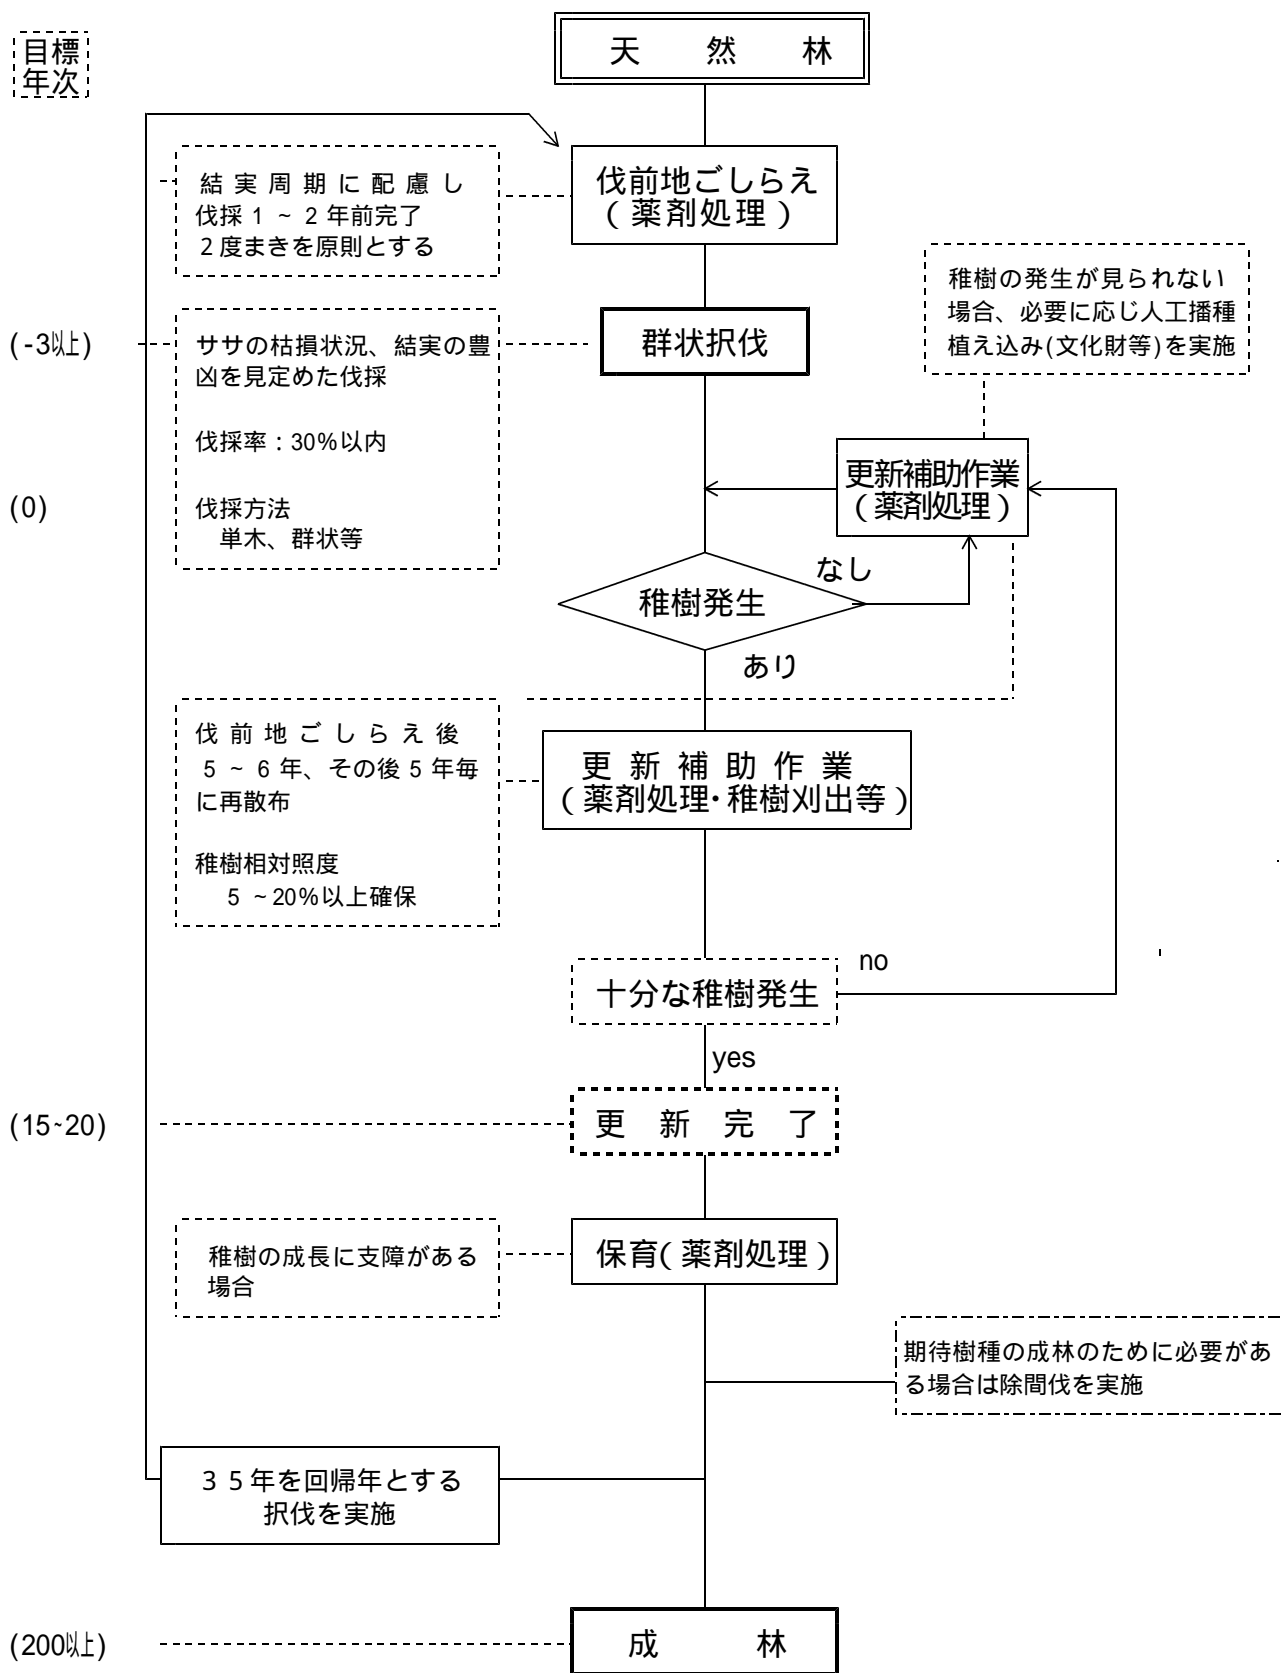 天然林
目標
年次
伐前地ごしらえ
(薬剤処理)
結実周期に配慮し
伐採1~2年前完了
2度まきを原則とする
稚樹の発生が見られない
場合、必要に応じ人工播種
植え込み(文化財等)を実施
(-3以上)
ササの枯損状況、結実の豊
凶を見定めた伐採
伐採率:30%以内
伐採方法
単木、群状等
群状択伐
更新補助作業
(薬剤処理)
(0)
なし
稚樹発生
あり
伐前地ごしらえ後
5~6年、その後5年毎
に再散布
稚樹相対照度
5~20%以上確保
更新補助作業
(薬剤処理・稚樹刈出等)
no
十分な稚樹発生
yes
(15~20)
更新完了
稚樹の成長に支障がある
場合
保育(薬剤処理)
期待樹種の成林のために必要があ
る場合は除間伐を実施
35年を回帰年とする
択伐を実施
(200以上)
成林